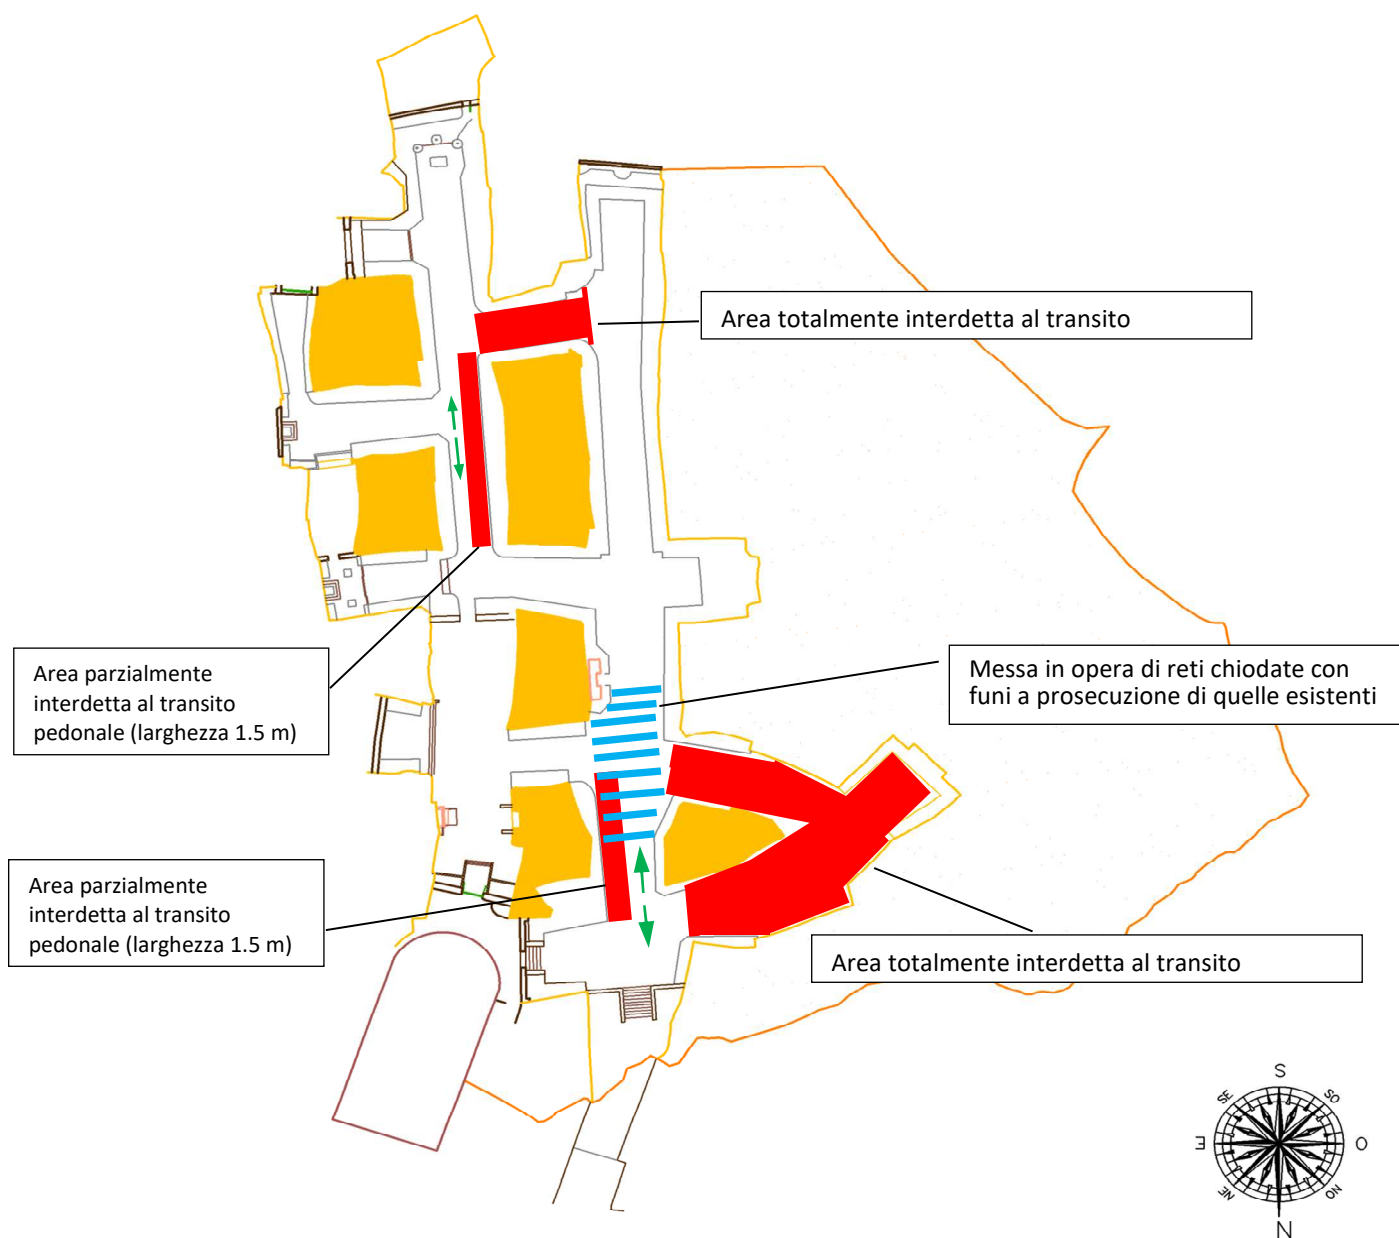 Area totalmente interdetta al transito
Area parzialmente
interdetta al transito
pedonale (larghezza 1.5 m)
Messa in opera di reti chiodate con
funi a prosecuzione di quelle esistenti
Area parzialmente
interdetta al transito
pedonale (larghezza 1.5 m)
Area totalmente interdetta al transito
S
SE
SO
E
O
NE
NO
N